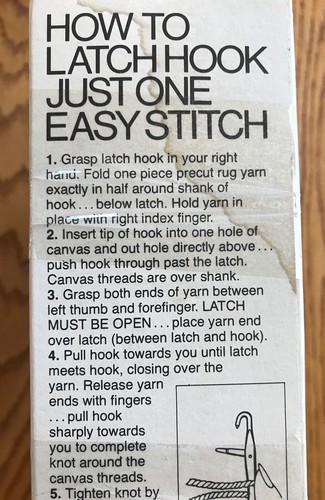 HOW TO
LATCH HOOK
JUST ONE
EASY STITCH
1. Grasp latch hook in your right
hand. Fold one piece precut rug yarn
exactly in half around shank of
hook...below latch. Hold yarn in
place with right index finger.
2. Insert tip of hook into one hole of
canvas and out hole directly above...
push hook through past the latch.
Canvas threads are over shank.
3. Grasp both ends of yarn between
left thumb and forefinger. LATCH
MUST BE OPEN...place yarn end
over latch (between latch and hook).
4. Pull hook towards you until latch
meets hook, closing over the
yarn. Release yarn
ends with fingers
...pull hook
sharply towards
you to complete
knot around the
canvas threads.
5. Tighten knot by